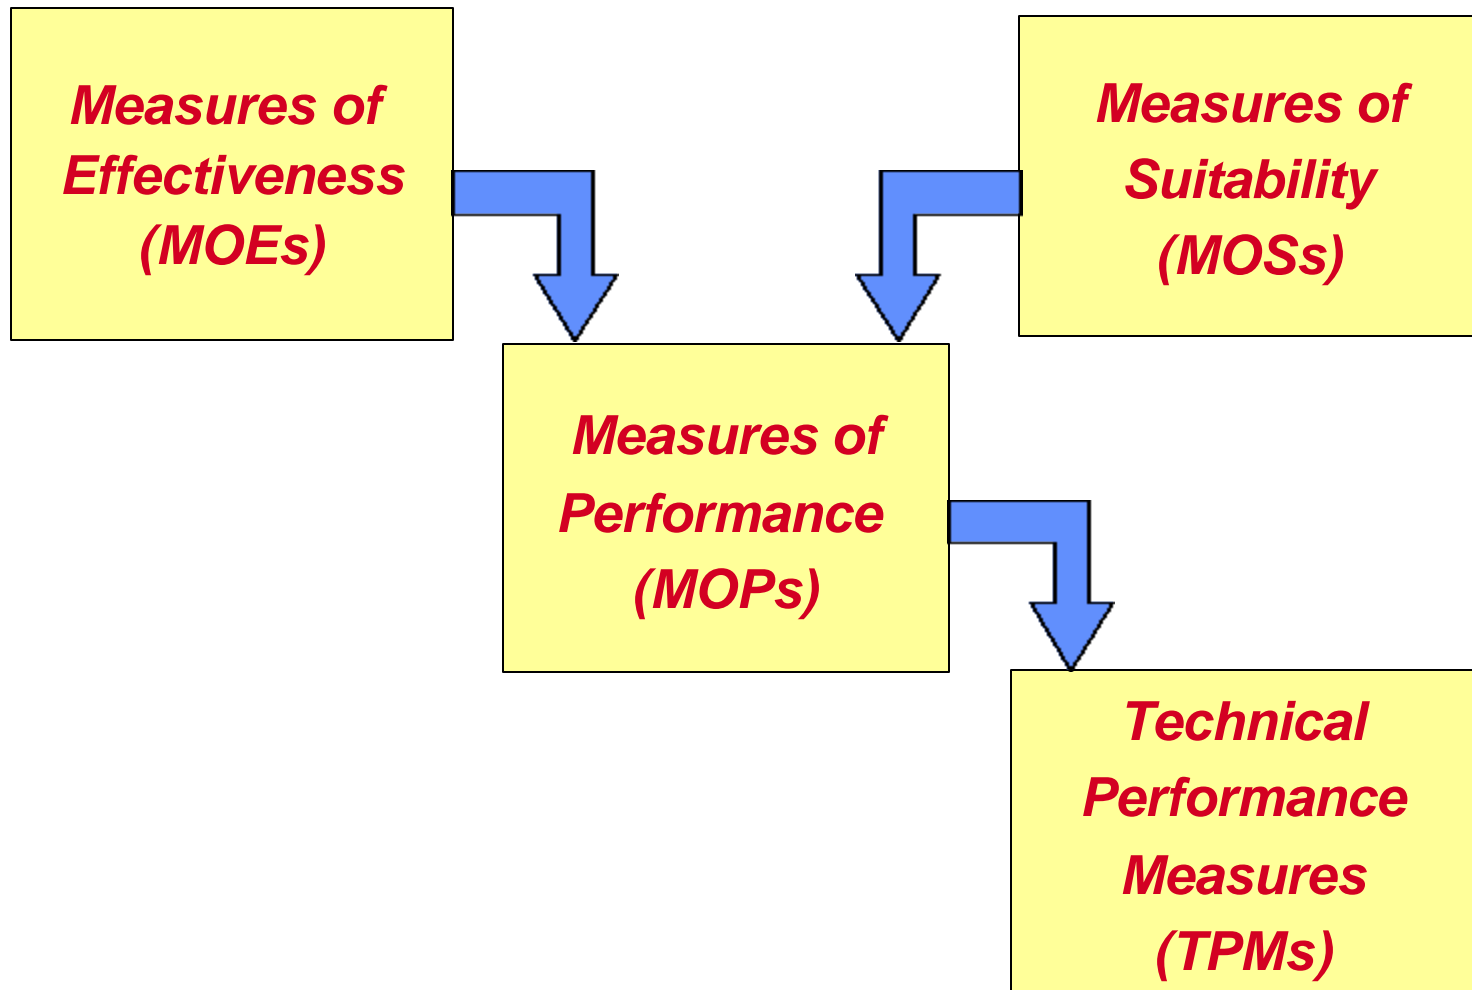 Measures of
Effectiveness
(MOEs)
Measures of
Suitability
(MOSs)
Measures of
Performance
(MOPs)
Technical
Performance
Measures
(TPMs)